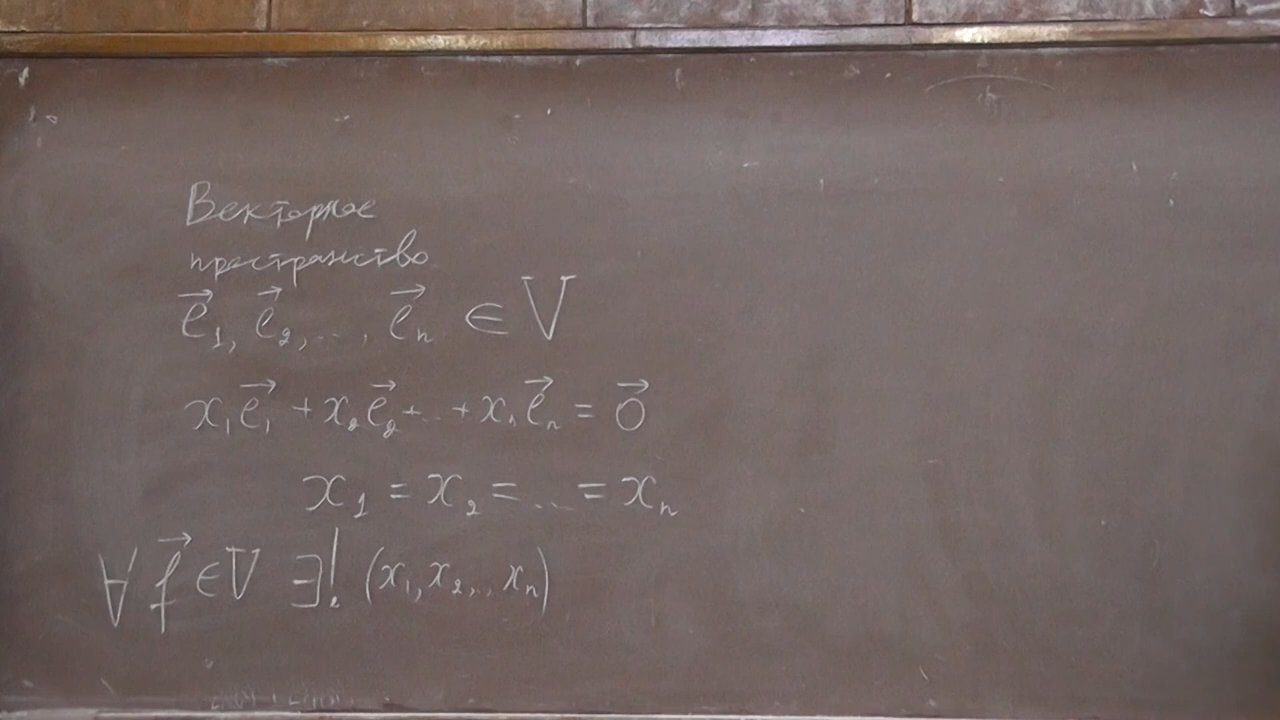 Векторное
пространство
e⃗₁, e⃗₂, ..., e⃗ₙ ∈ V
x₁e⃗₁ + x₂e⃗₂ + ... + xₙe⃗ₙ = 0⃗
x₁ = x₂ = ... = xₙ
∀ f⃗ ∈ V ∃! (x₁, x₂, ..., xₙ)